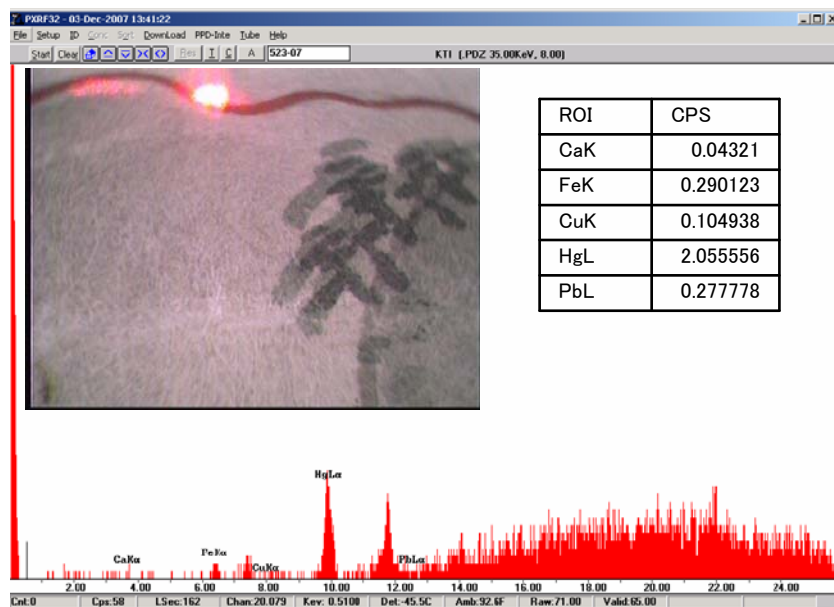 PXRF32 - 03-Dec-2007 13:41:22
File Setup ID Conc Sort DownLoad PPD-Inte Tube Help
Start Clear Res I C A 523-07 KTI (.PDZ 35.00KeV, 8.00)
ROI CPS
CaK 0.04321
FeK 0.290123
CuK 0.104938
HgL 2.055556
PbL 0.277778
HgLα
CaKα FeKα CuKα PbLα
2.00 4.00 6.00 8.00 10.00 12.00 14.00 16.00 18.00 20.00 22.00 24.00
Cnt:0 Cps:58 LSec:162 Chan:20.079 Kev: 0.5100 Det:-45.5C Amb:92.6F Raw:71.00 Valid:65.00